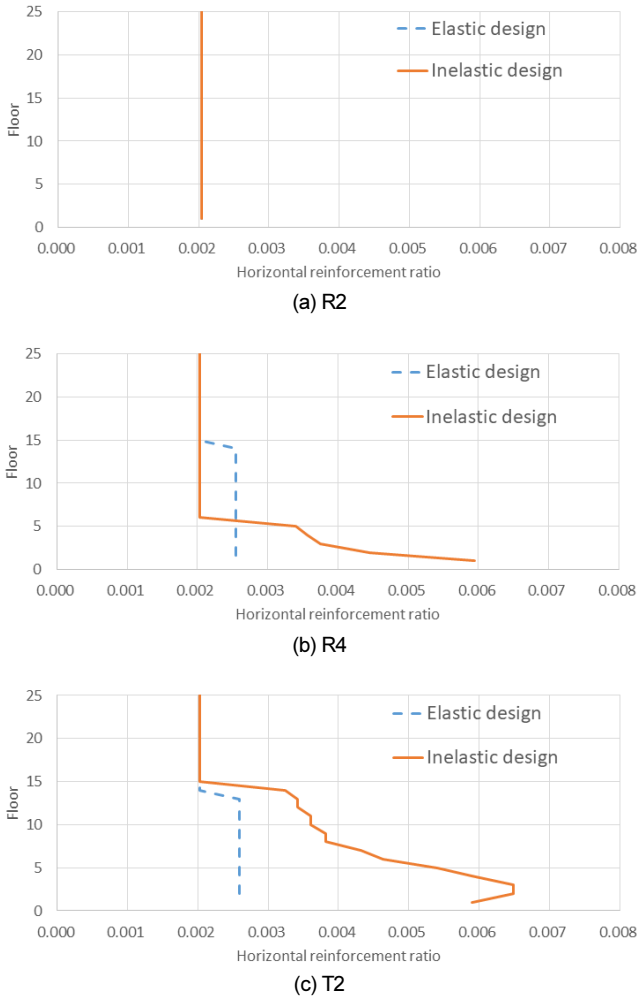 25
Elastic design
20
Inelastic design
15
Floor
10
5
0
0.000 0.001 0.002 0.003 0.004 0.005 0.006 0.007 0.008
Horizontal reinforcement ratio
(a) R2
25
Elastic design
20
Inelastic design
15
Floor
10
5
0
0.000 0.001 0.002 0.003 0.004 0.005 0.006 0.007 0.008
Horizontal reinforcement ratio
(b) R4
25
Elastic design
20
Inelastic design
15
Floor
10
5
0
0.000 0.001 0.002 0.003 0.004 0.005 0.006 0.007 0.008
Horizontal reinforcement ratio
(c) T2